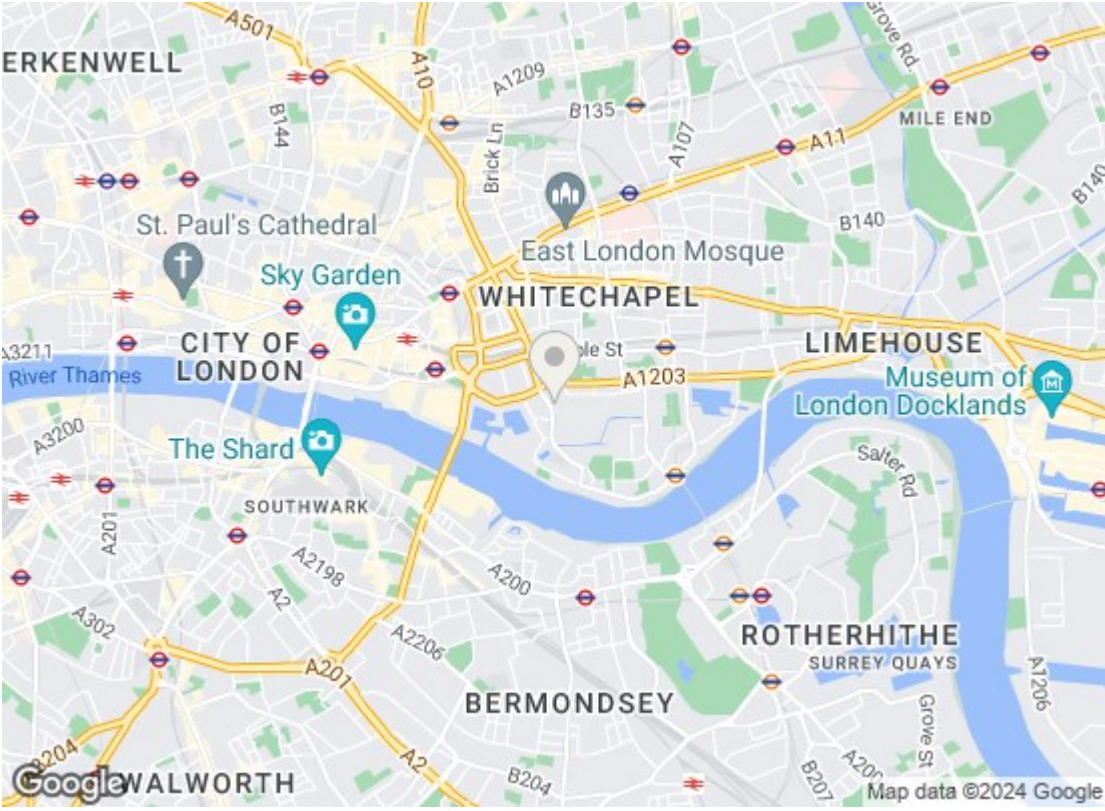 A501
A10
Grove Rd
ERKENWELL
A1209
B144
B135
A107
Brick Ln
MILE END
A11
B140
B140
St. Paul's Cathedral
East London Mosque
Sky Garden
WHITECHAPEL
A3211
CITY OF
LONDON
ble St
LIMEHOUSE
River Thames
A1203
Museum of
London Docklands
A3200
The Shard
Salter Rd
SOUTHWARK
A201
A2198
A2
A200
A302
A2206
ROTHERHITHE
SURREY QUAYS
A201
A1206
BERMONDSEY
Grove St
B204
A2
B204
B207
A200
Google
WALWORTH
Map data ©2024 Google